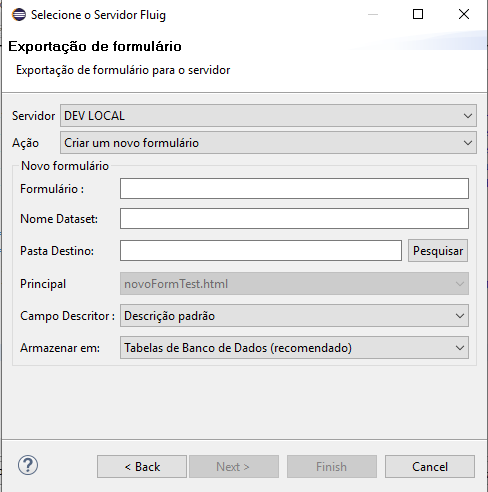 Selecione o Servidor Fluig
Exportação de formulário
Exportação de formulário para o servidor
Servidor DEV LOCAL
Ação Criar um novo formulário
Novo formulário
Formulário :
Nome Dataset:
Pasta Destino: Pesquisar
Principal novoFormTest.html
Campo Descritor : Descrição padrão
Armazenar em: Tabelas de Banco de Dados (recomendado)
? < Back Next > Finish Cancel